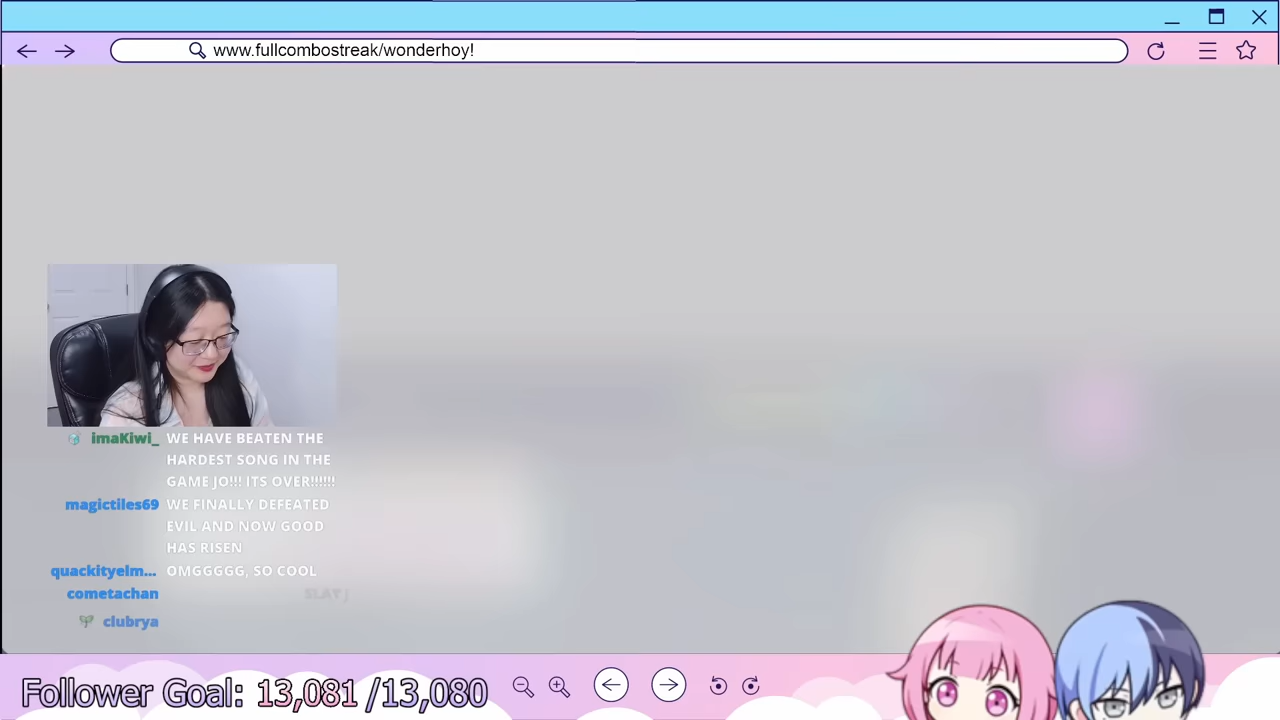 www.fullcombostreak/wonderhoy!
imaKiwi_ WE HAVE BEATEN THE
HARDEST SONG IN THE
GAME JO!!! ITS OVER!!!!!!
magictiles69 WE FINALLY DEFEATED
EVIL AND NOW GOOD
HAS RISEN
quackityelm... OMGGGGG, SO COOL
cometachan SLAY J
clubrya
Follower Goal: 13,081 /13,080